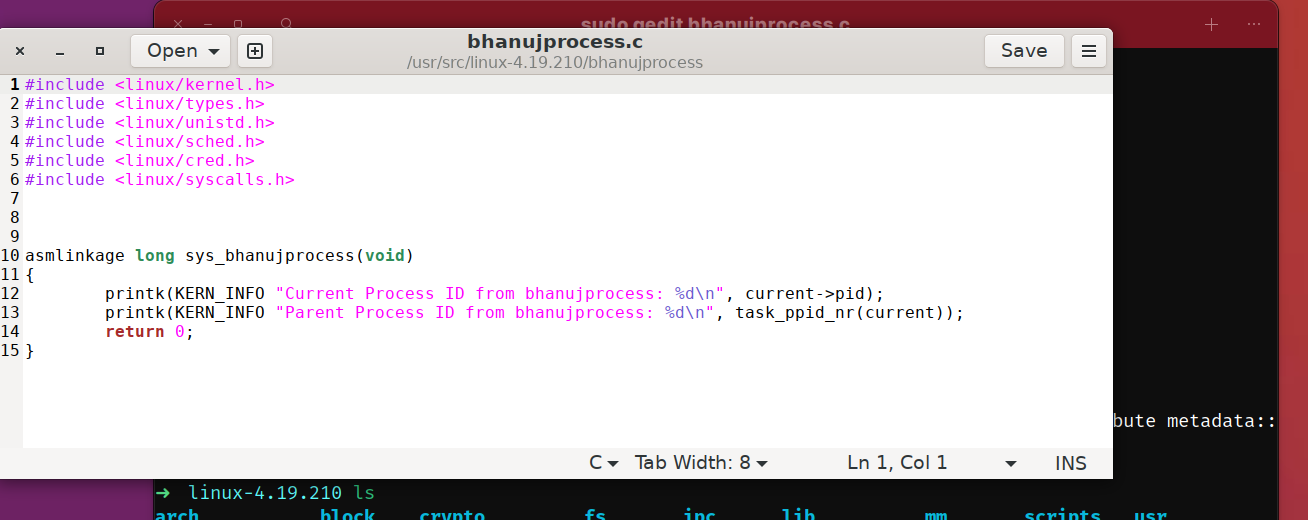 sudo gedit bhanujprocess.c
Open
bhanujprocess.c
/usr/src/linux-4.19.210/bhanujprocess
Save
1 #include <linux/kernel.h>
2 #include <linux/types.h>
3 #include <linux/unistd.h>
4 #include <linux/sched.h>
5 #include <linux/cred.h>
6 #include <linux/syscalls.h>
7
8
9
10 asmlinkage long sys_bhanujprocess(void)
11 {
12 printk(KERN_INFO "Current Process ID from bhanujprocess: %d\n", current->pid);
13 printk(KERN_INFO "Parent Process ID from bhanujprocess: %d\n", task_ppid_nr(current));
14 return 0;
15 }
bute metadata::
C Tab Width: 8 Ln 1, Col 1 INS
➜ linux-4.19.210 ls
arch block crypto fs ipc lib mm scripts usr